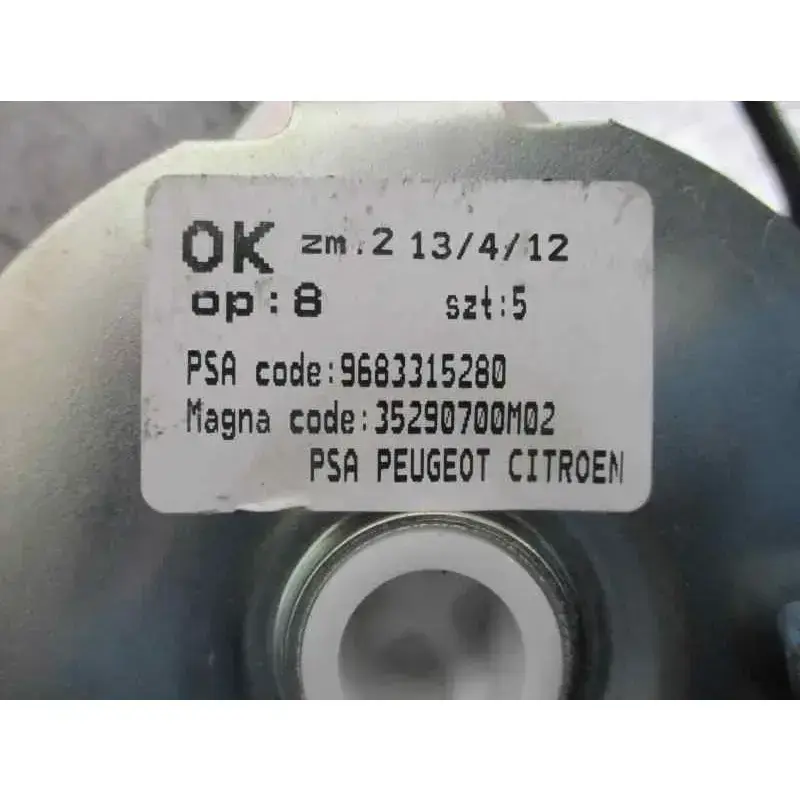 OK zm.2 13/4/12
op:8 szt:5
PSA code:9683315280
Magna code:35290700M02
PSA PEUGEOT CITROEN